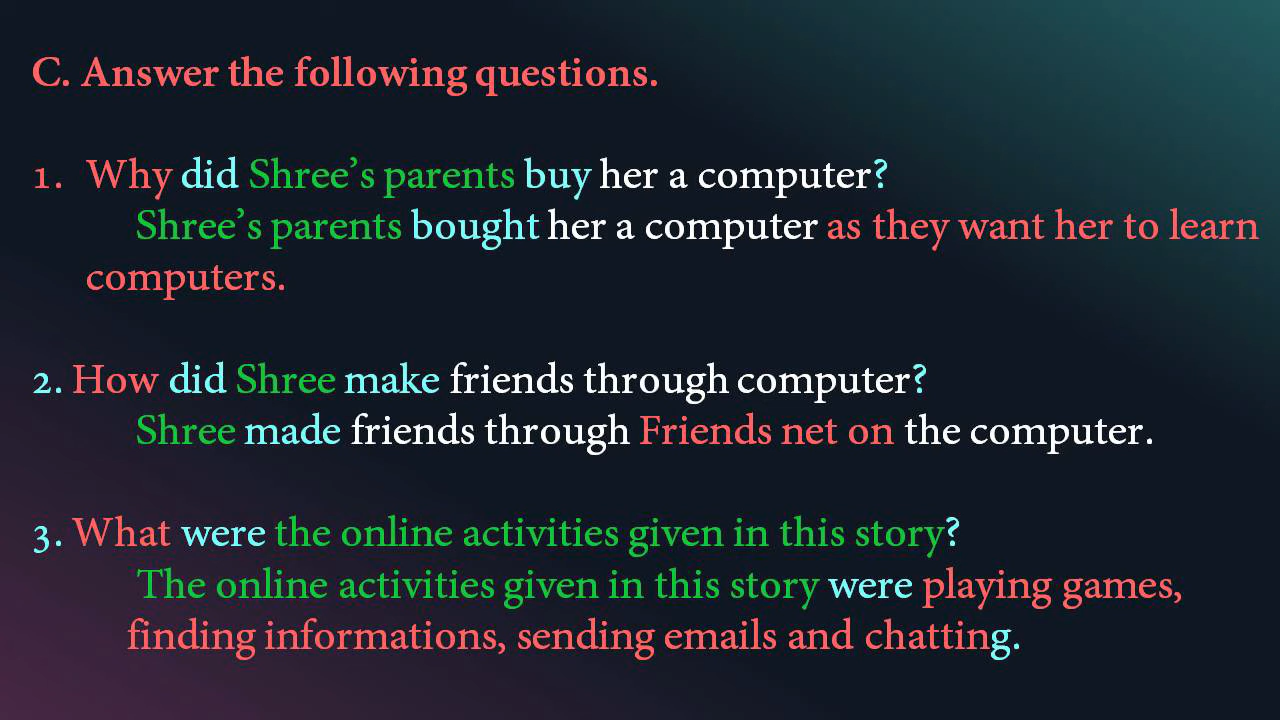 C. Answer the following questions.
1. Why did Shree’s parents buy her a computer?
Shree’s parents bought her a computer as they want her to learn
computers.
2. How did Shree make friends through computer?
Shree made friends through Friends net on the computer.
3. What were the online activities given in this story?
The online activities given in this story were playing games,
finding informations, sending emails and chatting.